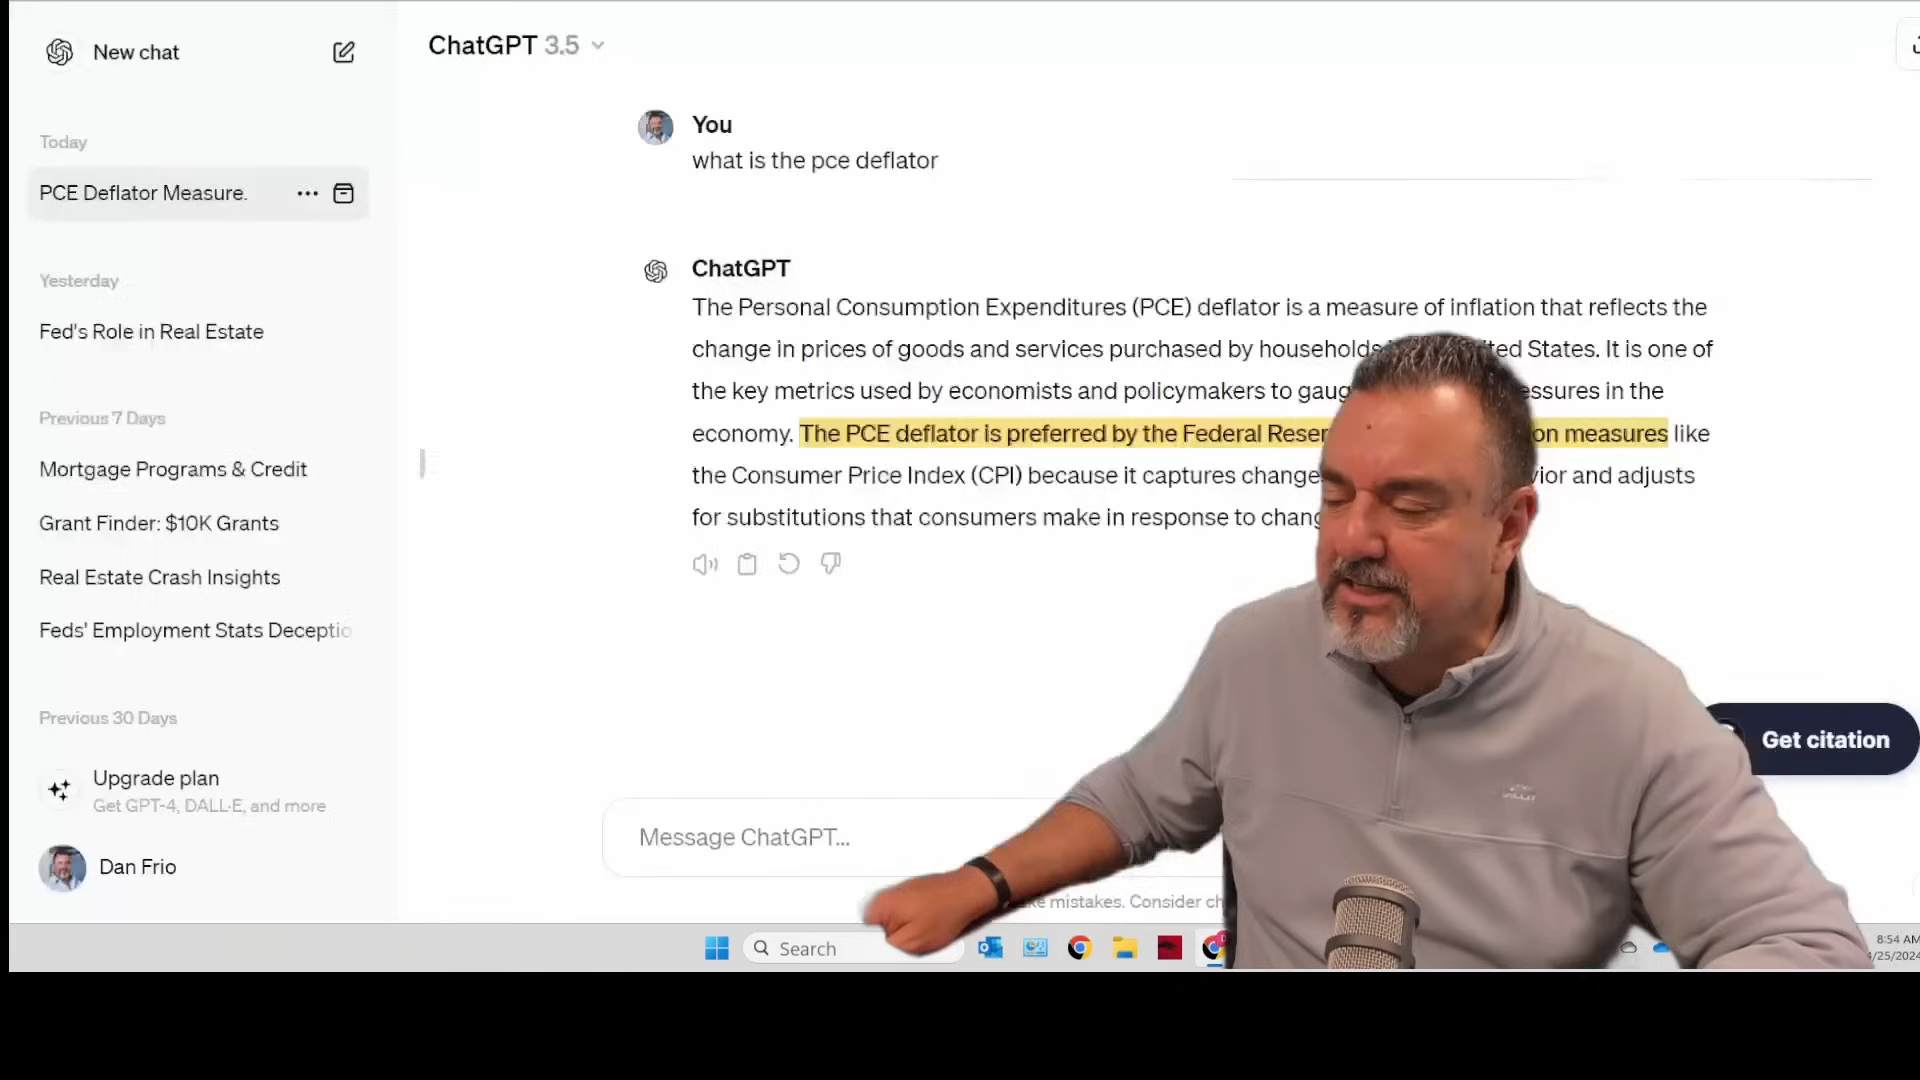 New chat
ChatGPT 3.5
Today
PCE Deflator Measure.
Yesterday
Fed's Role in Real Estate
Previous 7 Days
Mortgage Programs & Credit
Grant Finder: $10K Grants
Real Estate Crash Insights
Feds' Employment Stats Deceptio
Previous 30 Days
Upgrade plan
Get GPT-4, DALL·E, and more
Dan Frio
You
what is the pce deflator
ChatGPT
The Personal Consumption Expenditures (PCE) deflator is a measure of inflation that reflects the
change in prices of goods and services purchased by households ted States. It is one of
the key metrics used by economists and policymakers to gaug essures in the
economy. The PCE deflator is preferred by the Federal Reser on measures like
the Consumer Price Index (CPI) because it captures change vior and adjusts
for substitutions that consumers make in response to chang
Get citation
Message ChatGPT...
ke mistakes. Consider ch
Search
8:54 AM
/25/2024